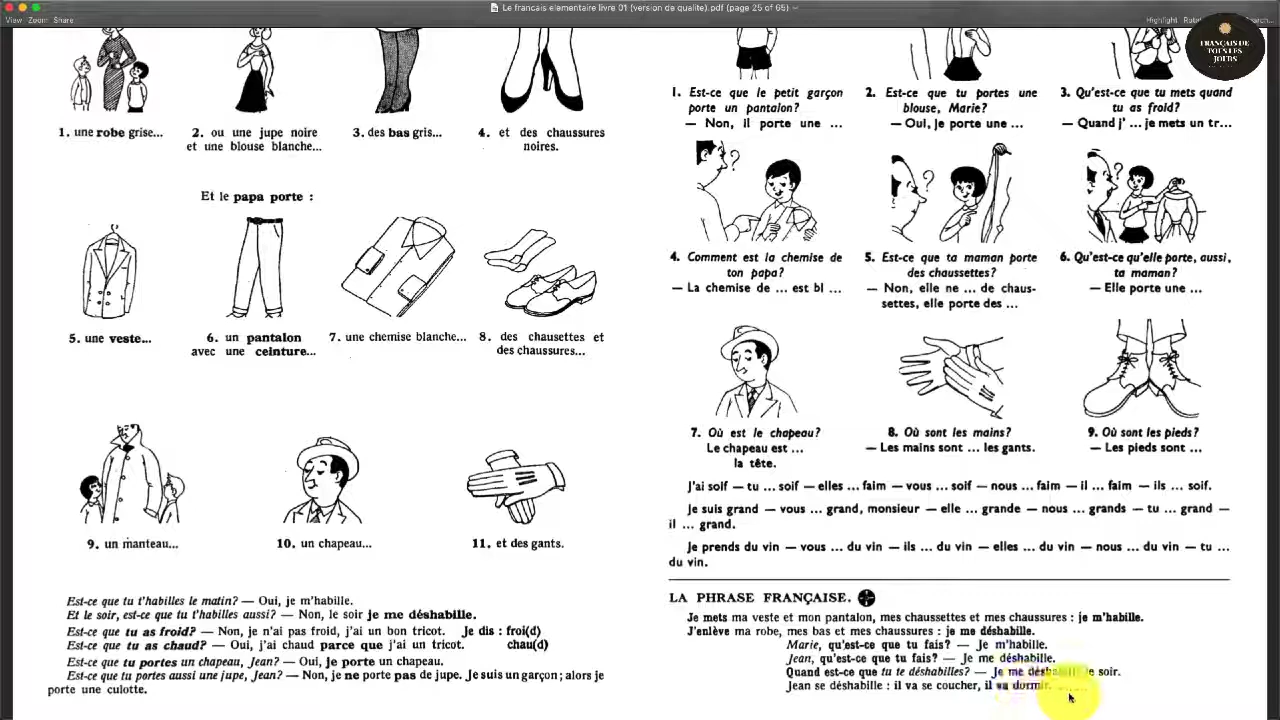 Le francais elementaire livre 01 (version de qualite).pdf (page 25 of 65)
View Zoom Share
Highlight
FRANÇAIS DE
TOUS LES
JOURS
1. une robe grise...
2. ou une jupe noire
et une blouse blanche...
3. des bas gris...
4. et des chaussures
noires.
Et le papa porte :
5. une veste...
6. un pantalon
avec une ceinture...
7. une chemise blanche...
8. des chausettes et
des chaussures...
9. un manteau...
10. un chapeau...
11. et des gants.
Est-ce que tu t'habilles le matin? — Oui, je m'habille.
Et le soir, est-ce que tu t'habilles aussi? — Non, le soir je me déshabille.
Est-ce que tu as froid? — Non, je n'ai pas froid, j'ai un bon tricot. Je dis : froi(d)
Est-ce que tu as chaud? — Oui, j'ai chaud parce que j'ai un tricot. chau(d)
Est-ce que tu portes un chapeau, Jean? — Oui, je porte un chapeau.
Est-ce que tu portes aussi une jupe, Jean? — Non, je ne porte pas de jupe. Je suis un garçon; alors je
porte une culotte.
1. Est-ce que le petit garçon
porte un pantalon?
— Non, il porte une ...
2. Est-ce que tu portes une
blouse, Marie?
— Oui, je porte une ...
3. Qu'est-ce que tu mets quand
tu as froid?
— Quand j' ... je mets un tr...
4. Comment est la chemise de
ton papa?
— La chemise de ... est bl ...
5. Est-ce que ta maman porte
des chaussettes?
— Non, elle ne ... de chaus-
settes, elle porte des ...
6. Qu'est-ce qu'elle porte, aussi,
ta maman?
— Elle porte une ...
7. Où est le chapeau?
Le chapeau est ...
la tête.
8. Où sont les mains?
— Les mains sont ... les gants.
9. Où sont les pieds?
— Les pieds sont ...
J'ai soif — tu ... soif — elles ... faim — vous ... soif — nous ... faim — il ... faim — ils ... soif.
Je suis grand — vous ... grand, monsieur — elle ... grande — nous ... grands — tu ... grand —
il ... grand.
Je prends du vin — vous ... du vin — ils ... du vin — elles ... du vin — nous ... du vin — tu ...
du vin.
LA PHRASE FRANÇAISE.
Je mets ma veste et mon pantalon, mes chaussettes et mes chaussures : je m'habille.
J'enlève ma robe, mes bas et mes chaussures : je me déshabille.
Marie, qu'est-ce que tu fais? — Je m'habille.
Jean, qu'est-ce que tu fais? — Je me déshabille.
Quand est-ce que tu te déshabilles? — Je me déshabille le soir.
Jean se déshabille : il va se coucher, il va dormir.